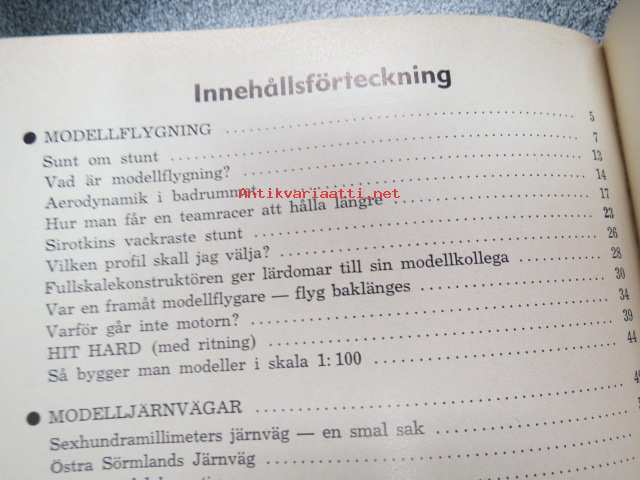 Innehållsförteckning
● MODELLFLYGNING 5
Sunt om stunt 7
Vad är modellflygning? 13
Aerodynamik i badrummet 14
Antikvariaatti.net
Hur man får en teamracer att hålla längre 17
Sirotkins vackraste stunt 23
Vilken profil skall jag välja? 26
Fullskalekonstruktören ger lärdomar till sin modellkollega 28
Var en framåt modellflygare — flyg baklänges 30
Varför går inte motorn? 34
HIT HARD (med ritning) 39
Så bygger man modeller i skala 1:100 44
● MODELLJÄRNVÄGAR
Sexhundramillimeters järnväg — en smal sak
Östra Sörmlands Järnväg